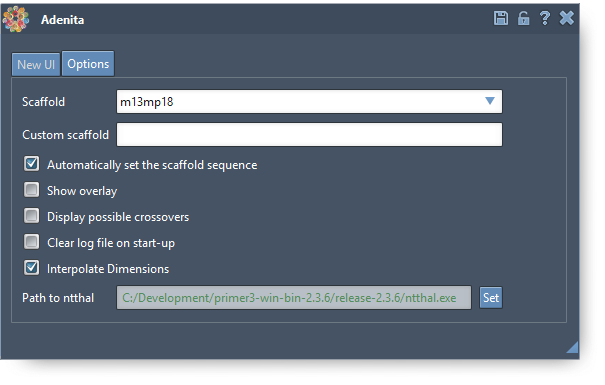 Adenita
New UI Options
Scaffold m13mp18
Custom scaffold
Automatically set the scaffold sequence
Show overlay
Display possible crossovers
Clear log file on start-up
Interpolate Dimensions
Path to ntthal C:/Development/primer3-win-bin-2.3.6/release-2.3.6/ntthal.exe Set